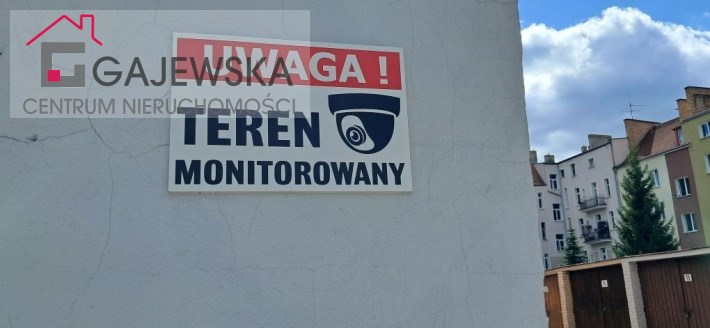 GAJEWSKA
CENTRUM NIERUCHOMOŚCI
UWAGA !
TEREN
MONITOROWANY